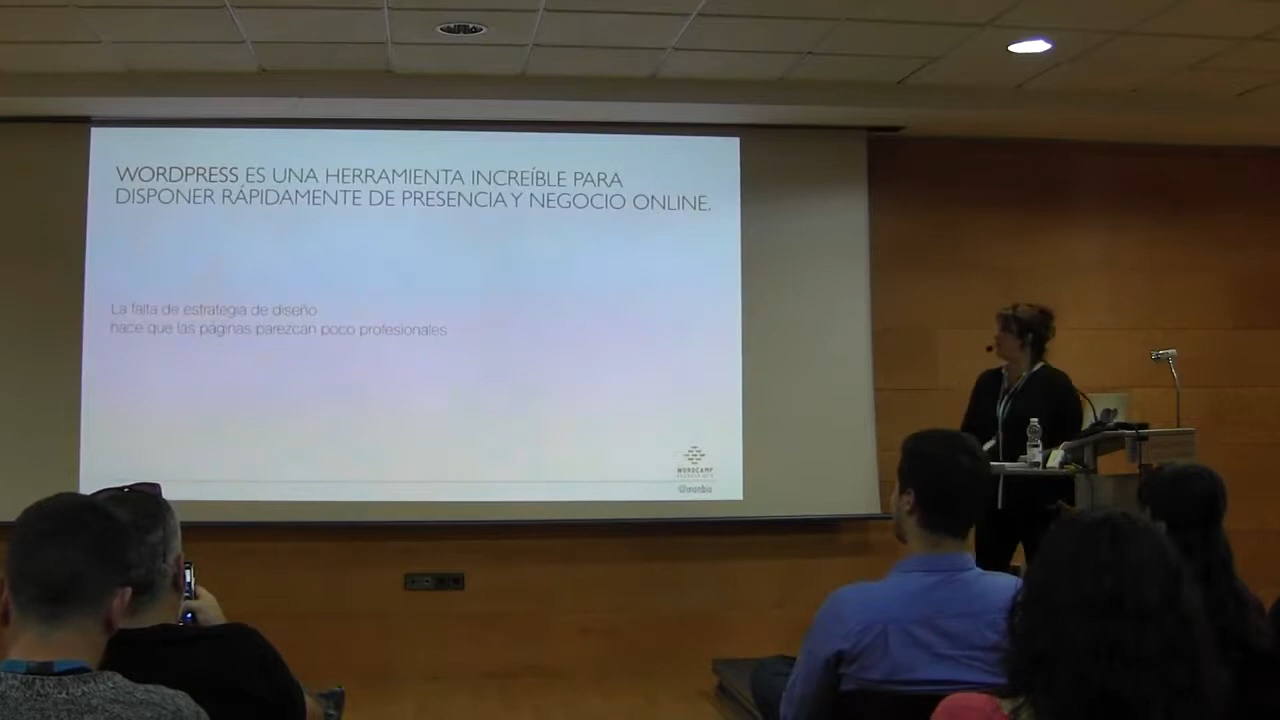 WORDPRESS ES UNA HERRAMIENTA INCREÍBLE PARA
DISPONER RÁPIDAMENTE DE PRESENCIA Y NEGOCIO ONLINE.
La falta de estrategia de diseño
hace que las páginas parezcan poco profesionales
WORDCAMP